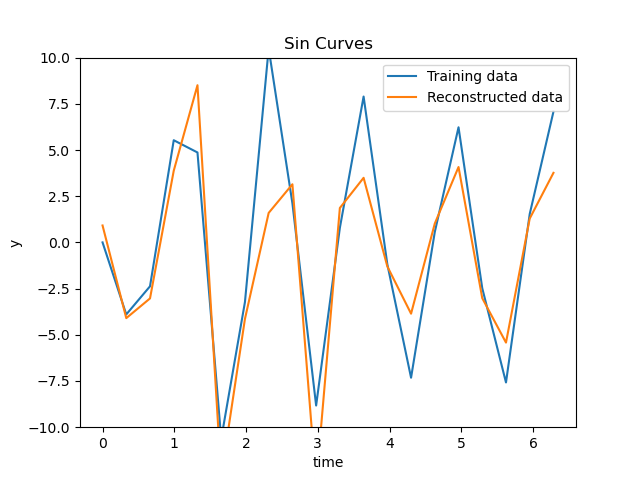 Sin Curves
Training data
Reconstructed data
10.0
7.5
5.0
2.5
0.0
−2.5
−5.0
−7.5
−10.0
y
0 1 2 3 4 5 6
time